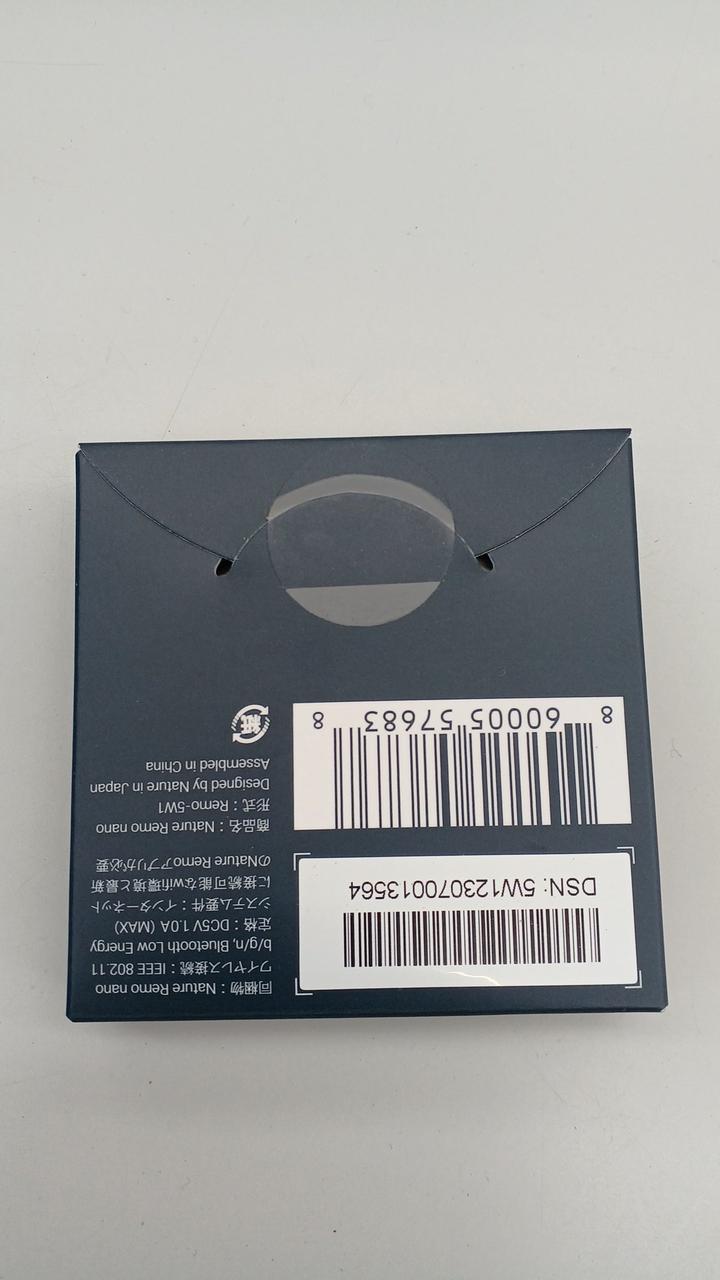 同梱物：Nature Remo nano
ワイヤレス接続：IEEE 802.11
b/g/n, Bluetooth Low Energy
定格：DC5V 1.0A (MAX)
システム要件：インターネット
に接続可能なwifi環境と最新
のNature Remoアプリが必要
商品名：Nature Remo nano
形式：Remo-5W1
Designed by Nature in Japan
Assembled in China
紙
DSN: 5W123070013564
8 60005 57683 8